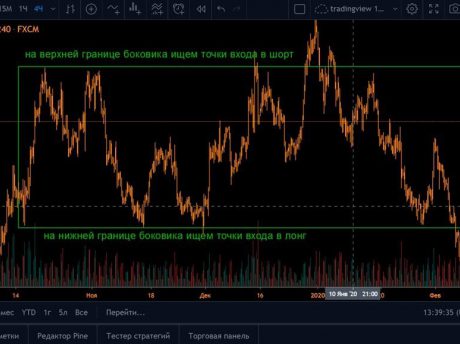 15М 1Ч 4Ч
tradingview 1...
240 · FXCM
на верхней границе боковика ищем точки входа в шорт
на нижней границе боковика ищем точки входа в лонг
14 Ноя 18 Дек 16 2020 10 Янв '20 21:00 Фев
мес YTD 1г 5л Все Перейти... 13:39:35
метки Редактор Pine Тестер стратегий Торговая панель